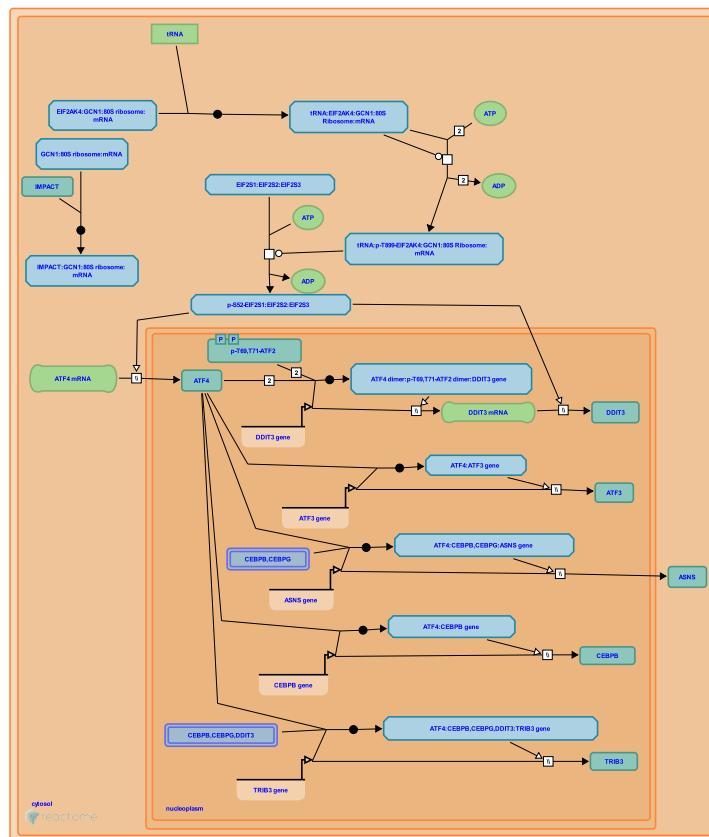 tRNA
EIF2AK4:GCN1:80S ribosome:
mRNA
tRNA:EIF2AK4:GCN1:80S
Ribosome:mRNA
ATP
2
GCN1:80S ribosome:mRNA
IMPACT
EIF2S1:EIF2S2:EIF2S3
2
ADP
ATP
tRNA:p-T899-EIF2AK4:GCN1:80S Ribosome:
mRNA
IMPACT:GCN1:80S ribosome:
mRNA
ADP
p-S52-EIF2S1:EIF2S2:EIF2S3
P P
p-T69,T71-ATF2
ATF4 mRNA
ATF4
2
2
ATF4 dimer:p-T69,T71-ATF2 dimer:DDIT3 gene
DDIT3 mRNA
DDIT3
DDIT3 gene
ATF4:ATF3 gene
ATF3
ATF3 gene
CEBPB,CEBPG
ATF4:CEBPB,CEBPG:ASNS gene
ASNS
ASNS gene
ATF4:CEBPB gene
CEBPB
CEBPB gene
CEBPB,CEBPG,DDIT3
ATF4:CEBPB,CEBPG,DDIT3:TRIB3 gene
TRIB3
TRIB3 gene
cytosol
nucleoplasm
reactome